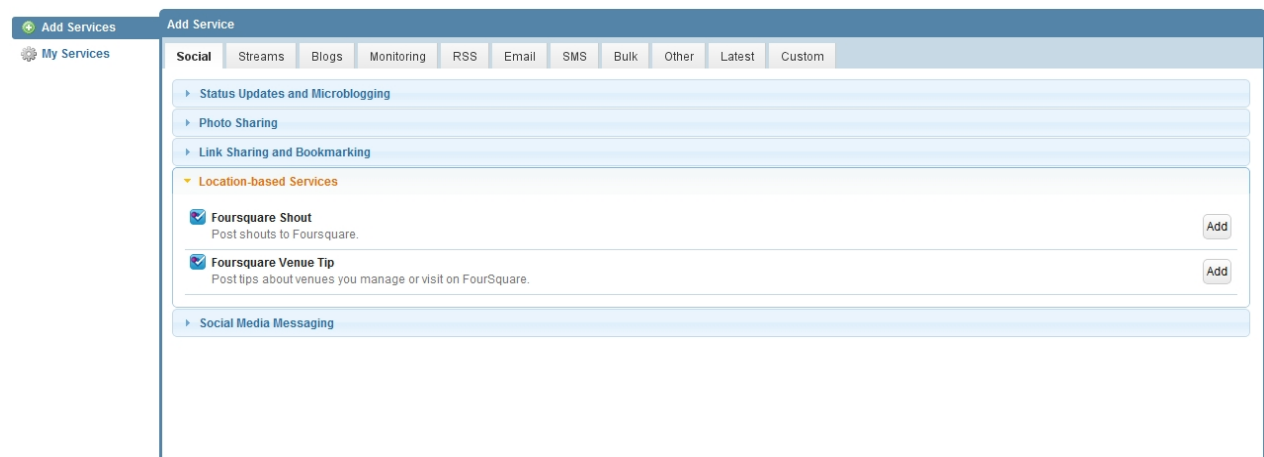 Add Services
My Services
Add Service
Social Streams Blogs Monitoring RSS Email SMS Bulk Other Latest Custom
Status Updates and Microblogging
Photo Sharing
Link Sharing and Bookmarking
Location-based Services
Foursquare Shout
Post shouts to Foursquare.
Add
Foursquare Venue Tip
Post tips about venues you manage or visit on FourSquare.
Add
Social Media Messaging